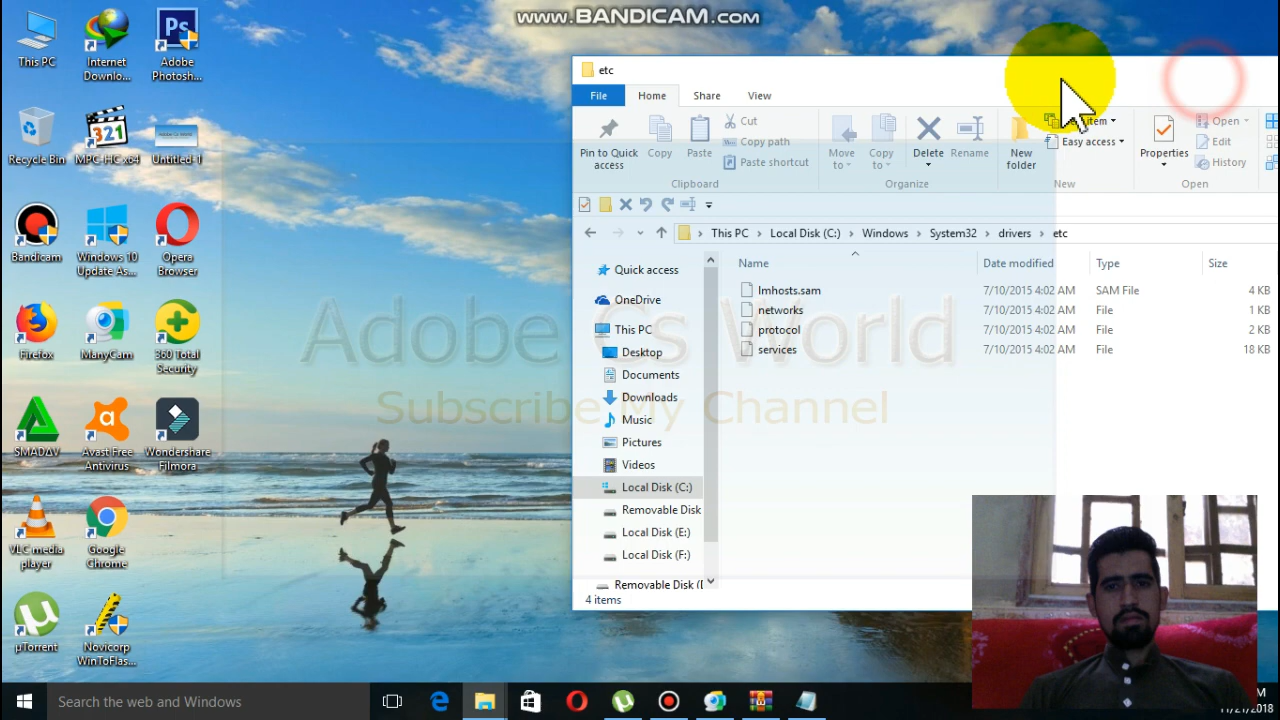 www.BANDICAM.com
This PC
Internet Downlo...
Adobe Photosh...
Recycle Bin
MPC-HC x64
Untitled-1
Bandicam
Windows 10 Update As...
Opera Browser
Firefox
ManyCam
360 Total Security
SMADΔV
Avast Free Antivirus
Wondershare Filmora
VLC media player
Google Chrome
µTorrent
Novicorp WinToFlas...
etc
File Home Share View
Pin to Quick access
Copy
Paste
Cut
Copy path
Paste shortcut
Clipboard
Move to
Copy to
Delete
Rename
Organize
New folder
item
Easy access
New
Properties
Open
Edit
History
Open
This PC > Local Disk (C:) > Windows > System32 > drivers > etc
Name Date modified Type Size
lmhosts.sam 7/10/2015 4:02 AM SAM File 4 KB
networks 7/10/2015 4:02 AM File 1 KB
protocol 7/10/2015 4:02 AM File 2 KB
services 7/10/2015 4:02 AM File 18 KB
Quick access
OneDrive
This PC
Desktop
Documents
Downloads
Music
Pictures
Videos
Local Disk (C:)
Removable Disk
Local Disk (E:)
Local Disk (F:)
Removable Disk (
4 items
Adobe Cs World
Subscribe My Channel
Search the web and Windows
11/21/2018